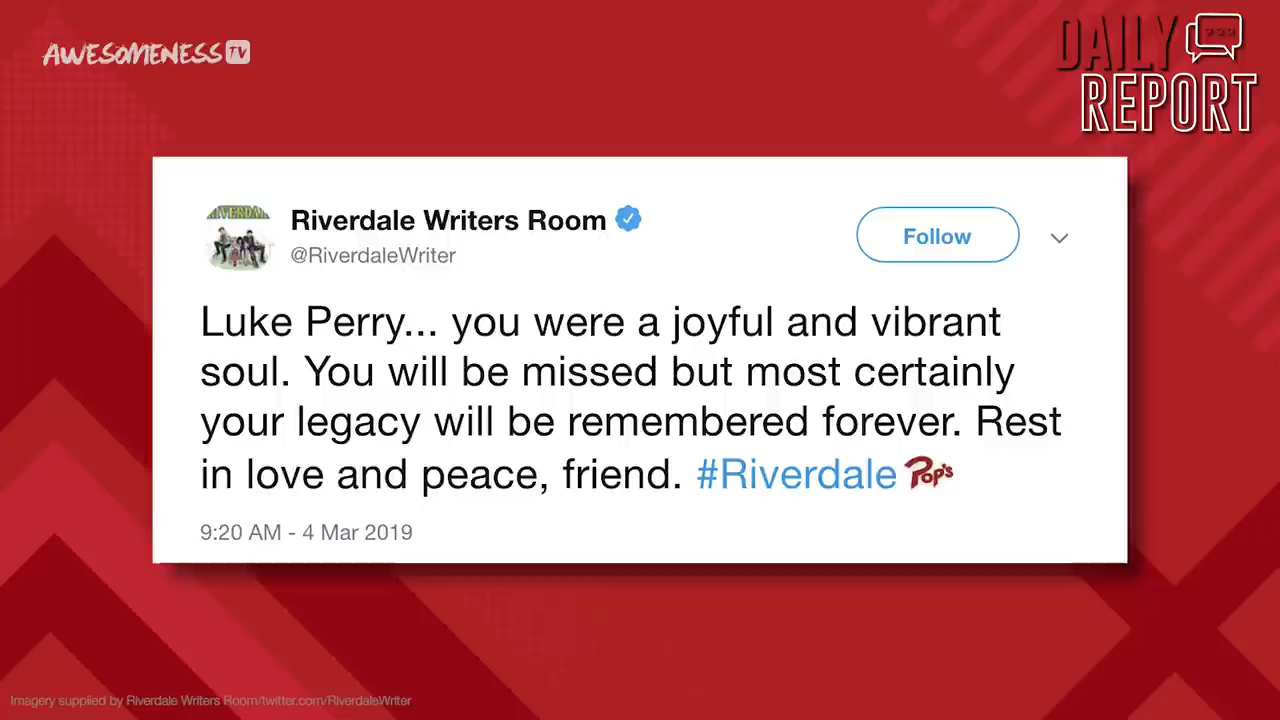 AWESOMENESS TV
DAILY
REPORT
RIVERDALE
Riverdale Writers Room
@RiverdaleWriter
Follow
Luke Perry... you were a joyful and vibrant
soul. You will be missed but most certainly
your legacy will be remembered forever. Rest
in love and peace, friend. #Riverdale Pop's
9:20 AM - 4 Mar 2019
Imagery supplied by Riverdale Writers Room/twitter.com/RiverdaleWriter